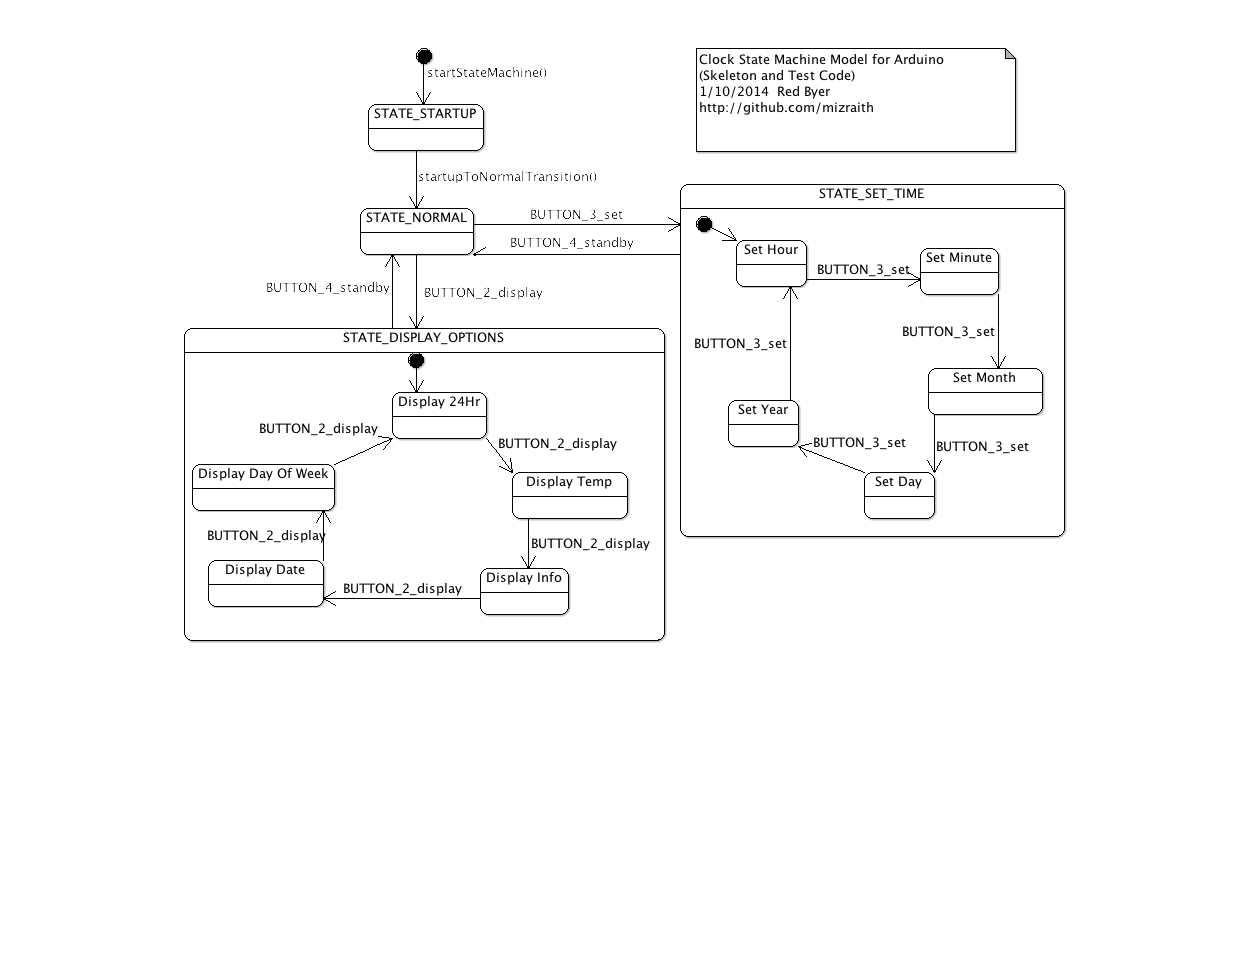 startStateMachine()
STATE_STARTUP
startupToNormalTransition()
STATE_NORMAL
BUTTON_3_set
BUTTON_4_standby
BUTTON_4_standby
BUTTON_2_display
Clock State Machine Model for Arduino
(Skeleton and Test Code)
1/10/2014  Red Byer
http://github.com/mizraith
STATE_SET_TIME
Set Hour
BUTTON_3_set
Set Minute
BUTTON_3_set
BUTTON_3_set
Set Month
Set Year
BUTTON_3_set
BUTTON_3_set
Set Day
STATE_DISPLAY_OPTIONS
Display 24Hr
BUTTON_2_display
BUTTON_2_display
Display Day Of Week
Display Temp
BUTTON_2_display
BUTTON_2_display
Display Date
BUTTON_2_display
Display Info